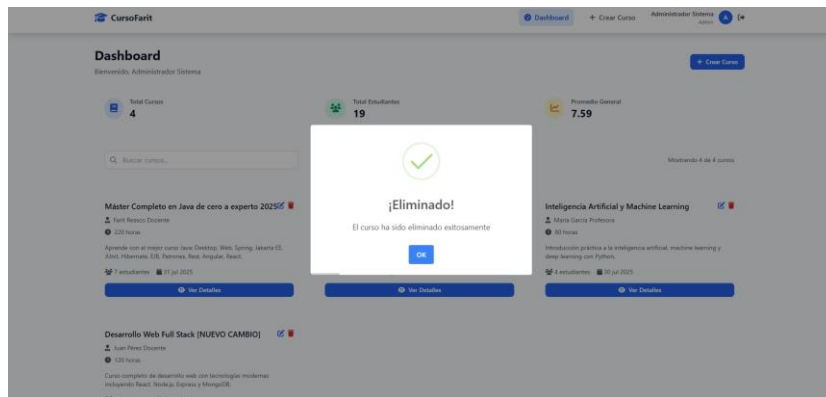 CursoFarit
Dashboard
+ Crear Curso
Administrador Sistema
Admin
A
Dashboard
Bienvenido, Administrador Sistema
+ Crear Curso
Total Cursos
4
Total Estudiantes
19
Promedio General
7.59
Buscar cursos...
Mostrando 4 de 4 cursos
¡Eliminado!
El curso ha sido eliminado exitosamente
OK
Máster Completo en Java de cero a experto 2025
Farit Reasco Docente
220 horas
Aprende con el mejor curso Java: Desktop, Web, Spring, Jakarta EE,
JUnit, Hibernate, EJB, Patrones, Rest, Angular, React.
7 estudiantes
31 jul 2025
Ver Detalles
Ver Detalles
Inteligencia Artificial y Machine Learning
María García Profesora
80 horas
Introducción práctica a la inteligencia artificial, machine learning y
deep learning con Python.
4 estudiantes
30 jul 2025
Ver Detalles
Desarrollo Web Full Stack [NUEVO CAMBIO]
Juan Pérez Docente
120 horas
Curso completo de desarrollo web con tecnologías modernas
incluyendo React, Node.js, Express y MongoDB.